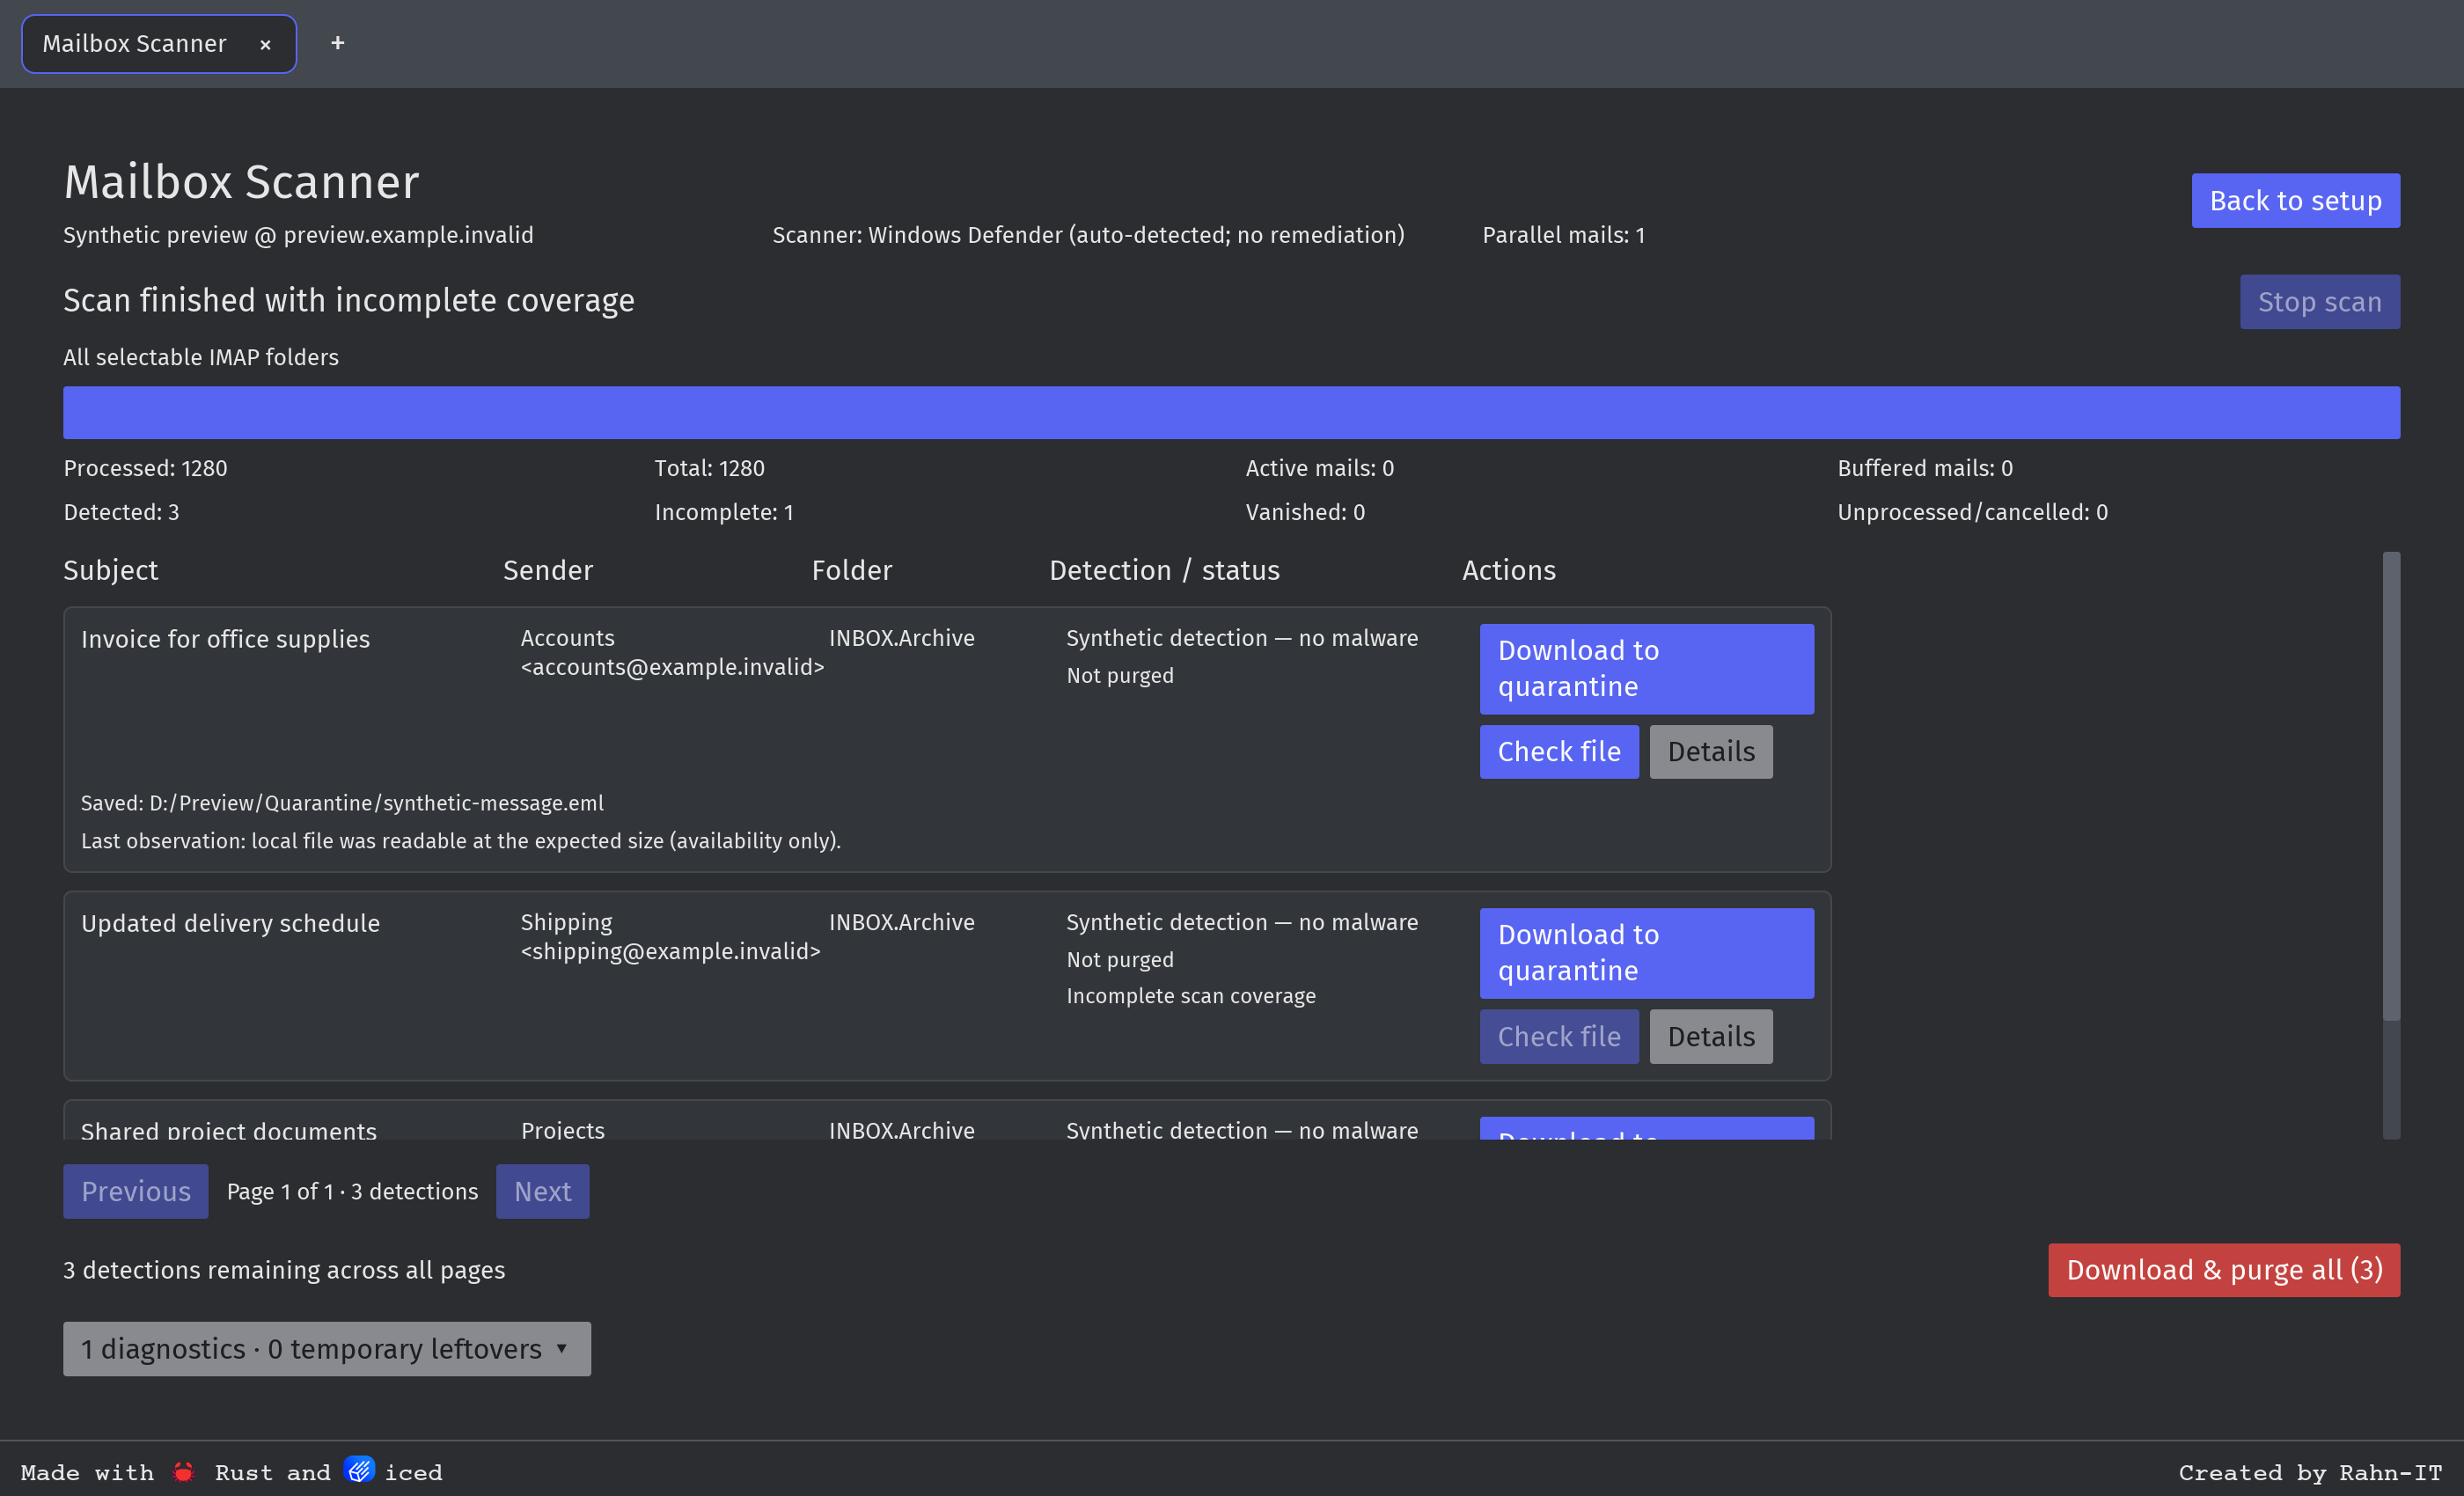 Mailbox Scanner × +
Mailbox Scanner
Back to setup
Synthetic preview @ preview.example.invalid Scanner: Windows Defender (auto-detected; no remediation) Parallel mails: 1
Scan finished with incomplete coverage
Stop scan
All selectable IMAP folders
Processed: 1280 Total: 1280 Active mails: 0 Buffered mails: 0
Detected: 3 Incomplete: 1 Vanished: 0 Unprocessed/cancelled: 0
Subject Sender Folder Detection / status Actions
Invoice for office supplies
Accounts
<accounts@example.invalid>
INBOX.Archive
Synthetic detection — no malware
Not purged
Download to
quarantine
Check file Details
Saved: D:/Preview/Quarantine/synthetic-message.eml
Last observation: local file was readable at the expected size (availability only).
Updated delivery schedule
Shipping
<shipping@example.invalid>
INBOX.Archive
Synthetic detection — no malware
Not purged
Incomplete scan coverage
Download to
quarantine
Check file Details
Shared project documents
Projects
INBOX.Archive
Synthetic detection — no malware
Download to
Previous Page 1 of 1 · 3 detections Next
3 detections remaining across all pages
Download & purge all (3)
1 diagnostics · 0 temporary leftovers ▾
Made with 🦀 Rust and iced
Created by Rahn-IT